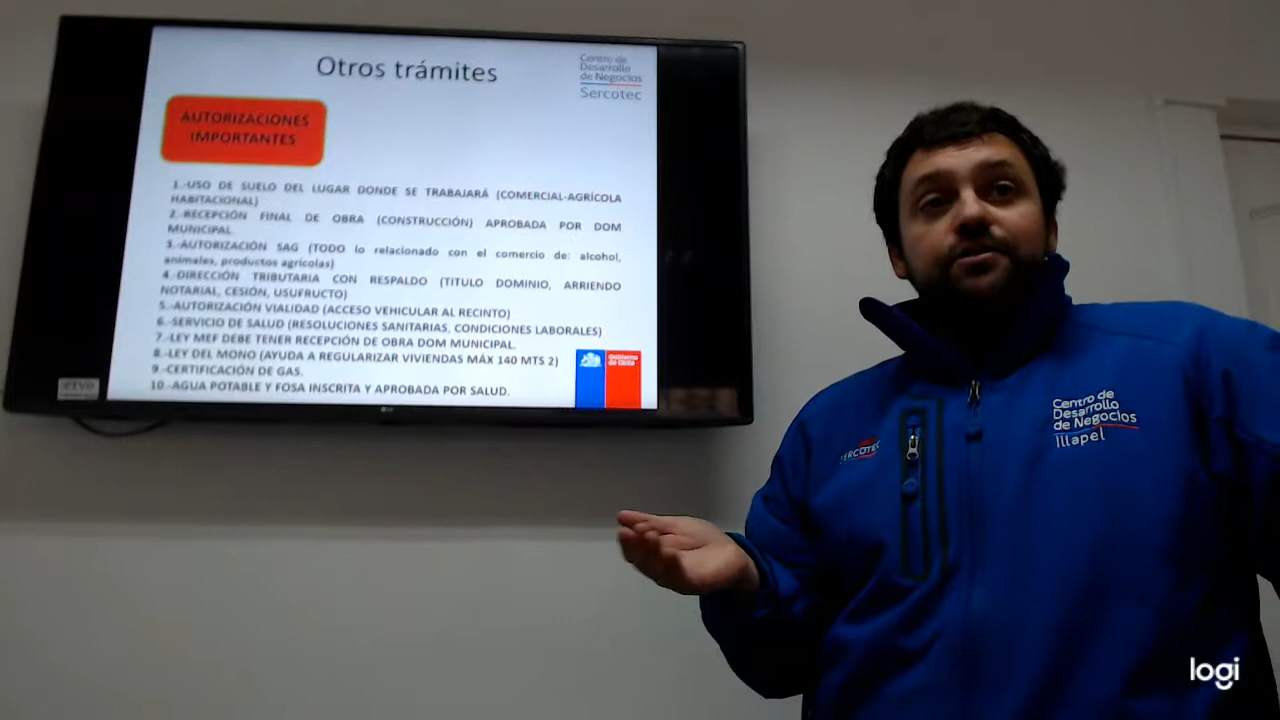 Otros trámites
Centro de
Desarrollo
de Negocios
Sercotec
AUTORIZACIONES
IMPORTANTES
1.-USO DE SUELO DEL LUGAR DONDE SE TRABAJARÁ (COMERCIAL-AGRÍCOLA
HABITACIONAL)
2.-RECEPCIÓN FINAL DE OBRA (CONSTRUCCIÓN) APROBADA POR DOM
MUNICIPAL.
3.-AUTORIZACIÓN SAG (TODO lo relacionado con el comercio de: alcohol,
animales, productos agrícolas)
4.-DIRECCIÓN TRIBUTARIA CON RESPALDO (TITULO DOMINIO, ARRIENDO
NOTARIAL, CESIÓN, USUFRUCTO)
5.-AUTORIZACIÓN VIALIDAD (ACCESO VEHICULAR AL RECINTO)
6.-SERVICIO DE SALUD (RESOLUCIONES SANITARIAS, CONDICIONES LABORALES)
7.-LEY MEF DEBE TENER RECEPCIÓN DE OBRA DOM MUNICIPAL.
8.-LEY DEL MONO (AYUDA A REGULARIZAR VIVIENDAS MÁX 140 MTS 2)
9.-CERTIFICACIÓN DE GAS.
10.-AGUA POTABLE Y FOSA INSCRITA Y APROBADA POR SALUD.
Gobierno
de Chile
LG
SERCOTEC
Centro de
Desarrollo
de Negocios
Illapel
logi